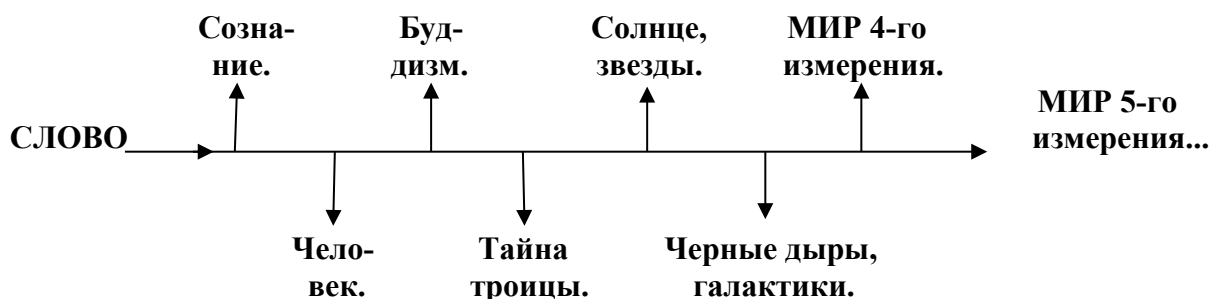 Созна-
ние.
Буд-
дизм.
Солнце,
звезды.
МИР 4-го
измерения.
СЛОВО
МИР 5-го
измерения...
Чело-
век.
Тайна
троицы.
Черные дыры,
галактики.